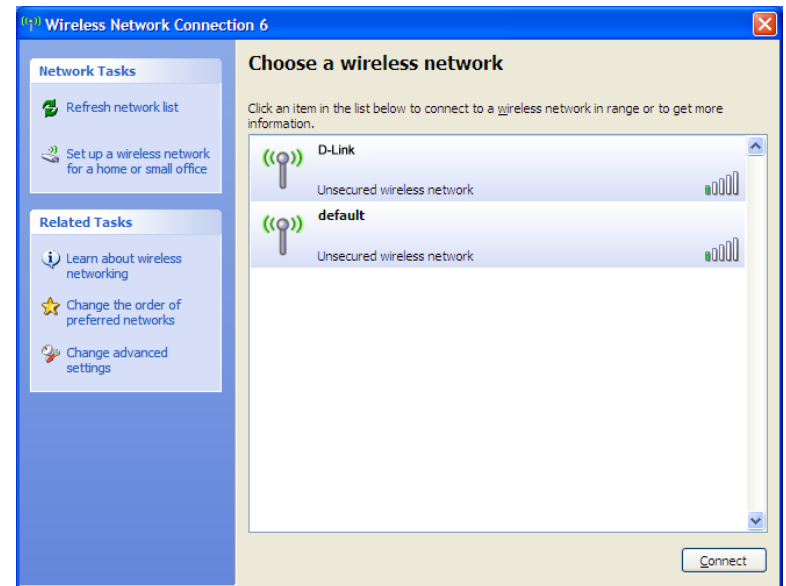 Wireless Network Connection 6
Network Tasks
Refresh network list
Set up a wireless network
for a home or small office
Related Tasks
Learn about wireless
networking
Change the order of
preferred networks
Change advanced
settings
Choose a wireless network
Click an item in the list below to connect to a wireless network in range or to get more
information.
D-Link
Unsecured wireless network
default
Unsecured wireless network
Connect